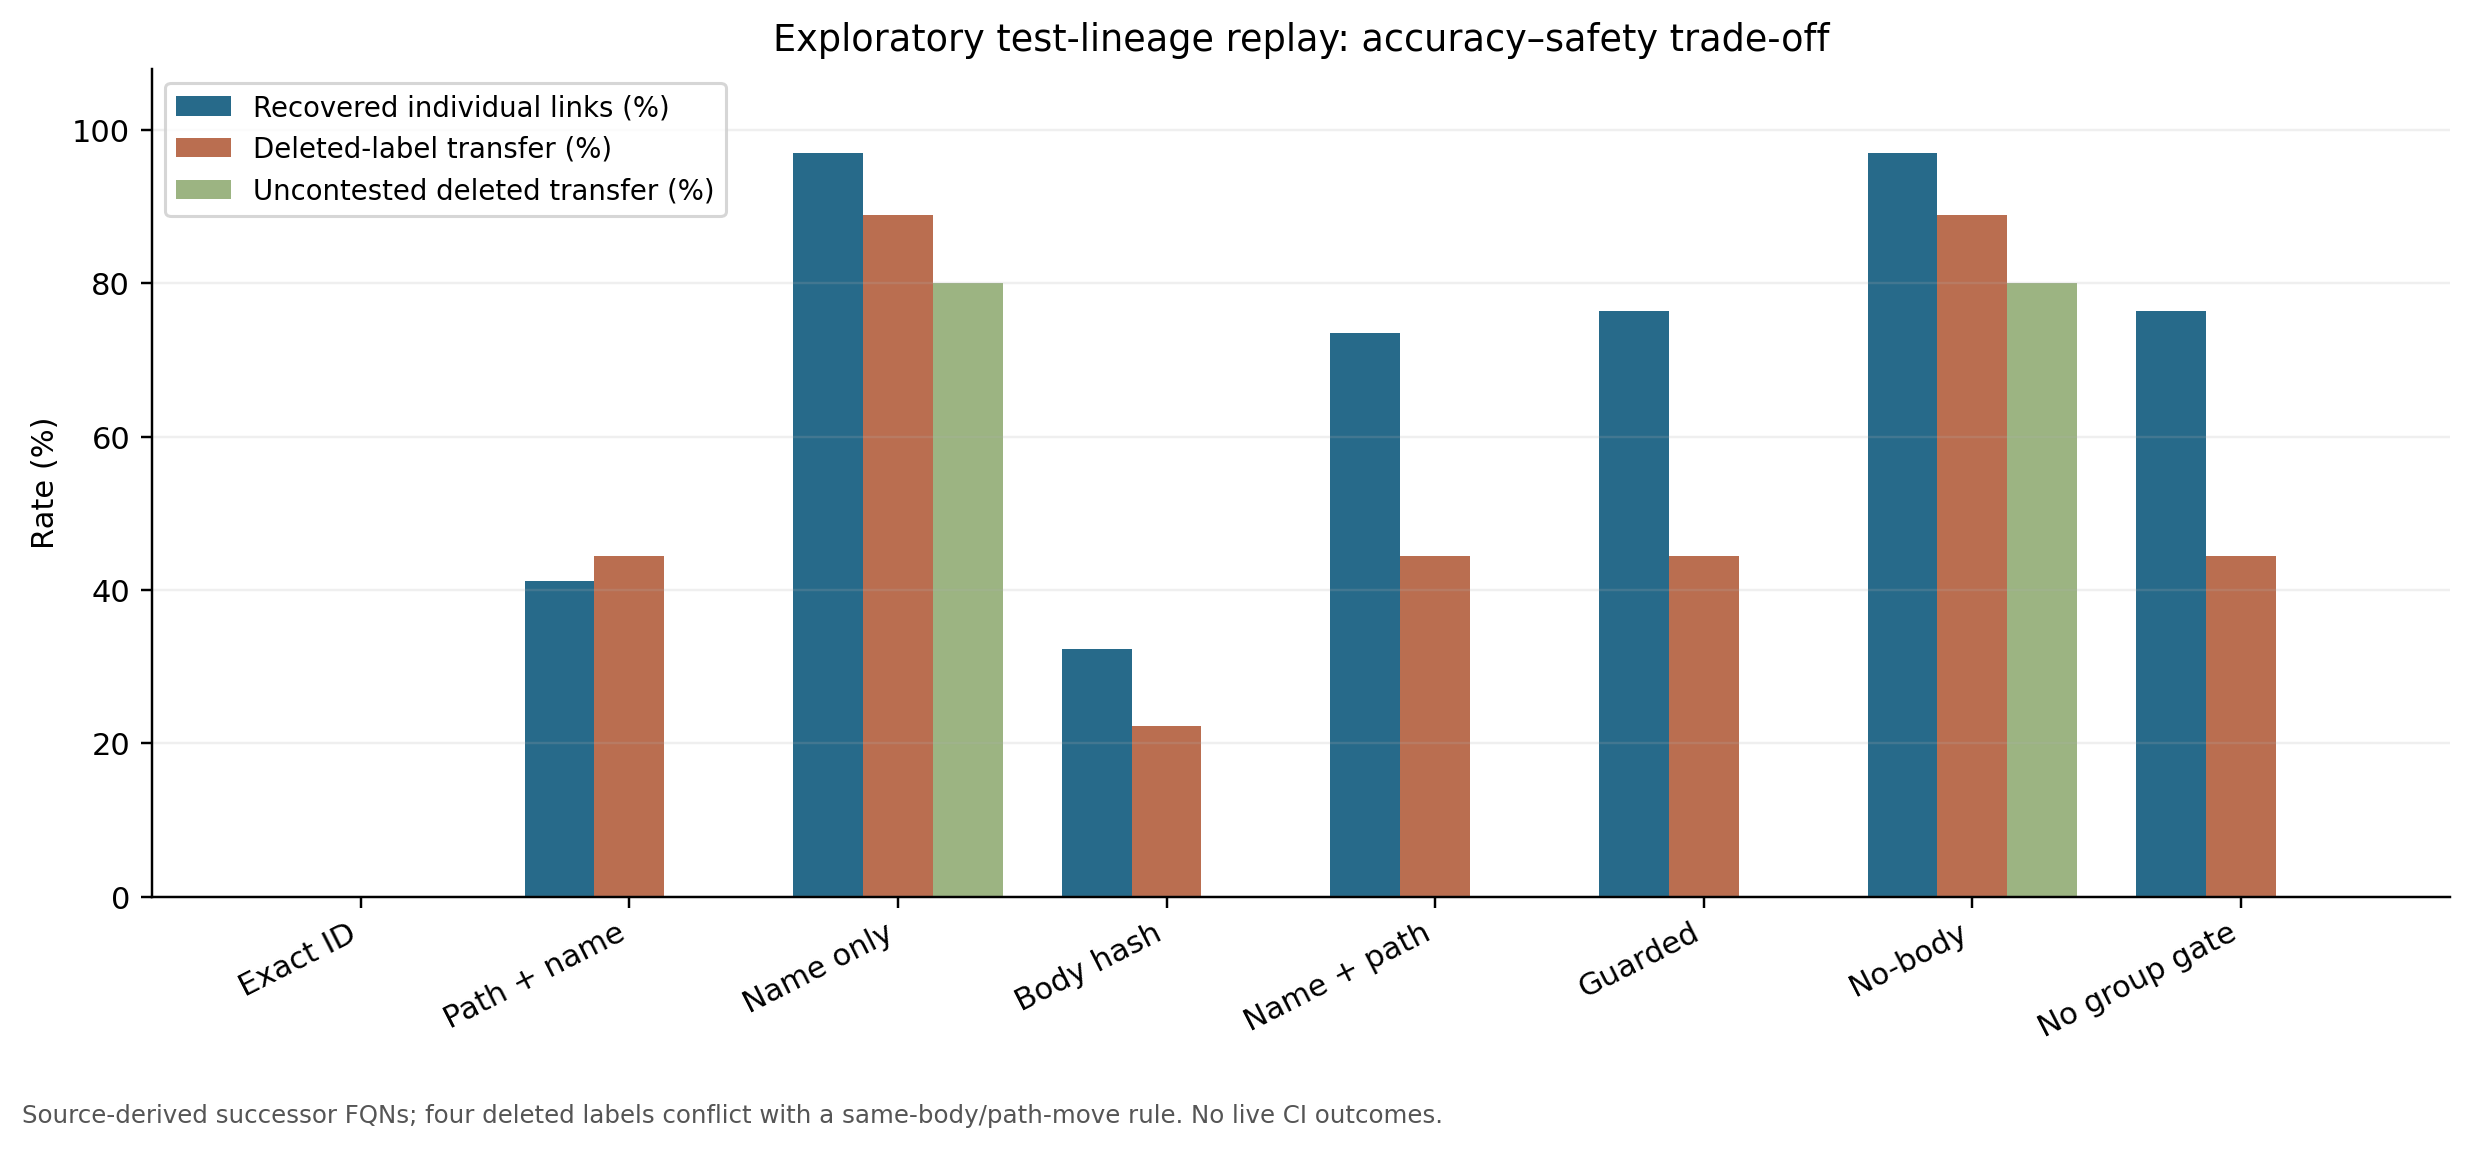 Exploratory test-lineage replay: accuracy–safety trade-off
Recovered individual links (%)
Deleted-label transfer (%)
Uncontested deleted transfer (%)
Rate (%)
100
80
60
40
20
0
Exact ID
Path + name
Name only
Body hash
Name + path
Guarded
No-body
No group gate
Source-derived successor FQNs; four deleted labels conflict with a same-body/path-move rule. No live CI outcomes.